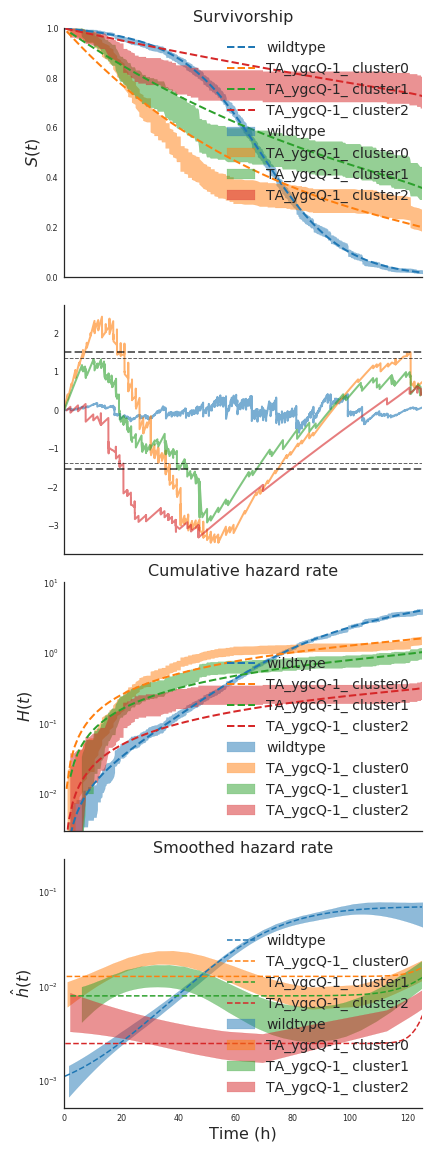 Survivorship
1.0
0.8
0.6
0.4
0.2
0.0
S(t)
wildtype
TA_ygcQ-1_ cluster0
TA_ygcQ-1_ cluster1
TA_ygcQ-1_ cluster2
wildtype
TA_ygcQ-1_ cluster0
TA_ygcQ-1_ cluster1
TA_ygcQ-1_ cluster2
2
1
0
−1
−2
−3
Cumulative hazard rate
10¹
10⁰
10⁻¹
10⁻²
H(t)
wildtype
TA_ygcQ-1_ cluster0
TA_ygcQ-1_ cluster1
TA_ygcQ-1_ cluster2
wildtype
TA_ygcQ-1_ cluster0
TA_ygcQ-1_ cluster1
TA_ygcQ-1_ cluster2
Smoothed hazard rate
10⁻¹
10⁻²
10⁻³
ĥ(t)
wildtype
TA_ygcQ-1_ cluster0
TA_ygcQ-1_ cluster1
TA_ygcQ-1_ cluster2
wildtype
TA_ygcQ-1_ cluster0
TA_ygcQ-1_ cluster1
TA_ygcQ-1_ cluster2
0 20 40 60 80 100 120
Time (h)